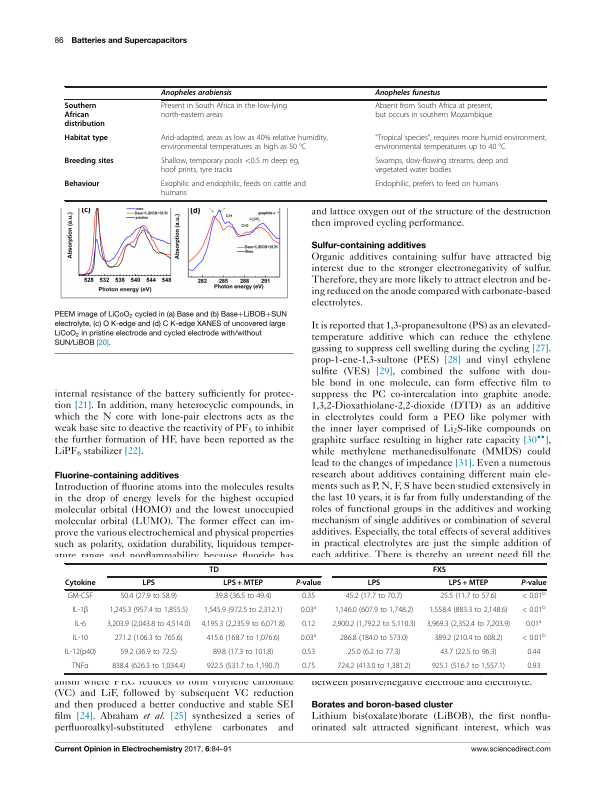 86 Batteries and Supercapacitors
Anopheles arabiensis Anopheles funestus
Southern African distribution Present in South Africa in the low-lying north-eastern areas Absent from South Africa at present, but occurs in southern Mozambique
Habitat type Arid-adapted, areas as low as 40% relative humidity, environmental temperatures as high as 50 °C "Tropical species", requires more humid environment, environmental temperatures up to 40 °C
Breeding sites Shallow, temporary pools <0.5 m deep eg, hoof prints, tyre tracks Swamps, slow-flowing streams, deep and vegetated water bodies
Behaviour Exophilic and endophilic, feeds on cattle and humans Endophilic, prefers to feed on humans
(c)
Base+LiBOB+SUN
pristine
Absorption (a.u.)
528 532 536 540 544 548
Photon energy (eV)
(d)
C-H
C=O
Li₂CO₃
graphite π*
Base+LiBOB+SUN
Base
Absorption (a.u.)
282 285 288 291
Photon energy (eV)
PEEM image of LiCoO₂ cycled in (a) Base and (b) Base+LiBOB+SUN
electrolyte, (c) O K-edge and (d) C K-edge XANES of uncovered large
LiCoO₂ in pristine electrode and cycled electrode with/without
SUN/LiBOB [20].
internal resistance of the battery sufficiently for protec-
tion [21]. In addition, many heterocyclic compounds, in
which the N core with lone-pair electrons acts as the
weak base site to deactive the reactivity of PF₅ to inhibit
the further formation of HF, have been reported as the
LiPF₆ stabilizer [22].
Fluorine-containing additives
Introduction of fluorine atoms into the molecules results
in the drop of energy levels for the highest occupied
molecular orbital (HOMO) and the lowest unoccupied
molecular orbital (LUMO). The former effect can im-
prove the various electrochemical and physical properties
such as polarity, oxidation durability, liquidous temper-
ature range and nonflammability because fluoride has
and lattice oxygen out of the structure of the destruction
then improved cycling performance.
Sulfur-containing additives
Organic additives containing sulfur have attracted big
interest due to the stronger electronegativity of sulfur.
Therefore, they are more likely to attract electron and be-
ing reduced on the anode compared with carbonate-based
electrolytes.
It is reported that 1,3-propanesultone (PS) as an elevated-
temperature additive which can reduce the ethylene
gassing to suppress cell swelling during the cycling [27].
prop-1-ene-1,3-sultone (PES) [28] and vinyl ethylene
sulfite (VES) [29], combined the sulfone with dou-
ble bond in one molecule, can form effective film to
suppress the PC co-intercalation into graphite anode.
1,3,2-Dioxathiolane-2,2-dioxide (DTD) as an additive
in electrolytes could form a PEO like polymer with
the inner layer comprised of Li₂S-like compounds on
graphite surface resulting in higher rate capacity [30••],
while methylene methanedisulfonate (MMDS) could
lead to the changes of impedance [31]. Even a numerous
research about additives containing different main ele-
ments such as P, N, F, S have been studied extensively in
the last 10 years, it is far from fully understanding of the
roles of functional groups in the additives and working
mechanism of single additives or combination of several
additives. Especially, the total effects of several additives
in practical electrolytes are just the simple addition of
each additive. There is thereby an urgent need fill the
TD FXS
Cytokine LPS LPS + MTEP P-value LPS LPS + MTEP P-value
GM-CSF 50.4 (27.9 to 58.9) 39.8 (36.5 to 49.4) 0.35 45.2 (17.7 to 70.7) 25.5 (11.7 to 57.6) < 0.01ᵇ
IL-1β 1,245.3 (957.4 to 1,855.5) 1,545.9 (972.5 to 2,312.1) 0.03ᵃ 1,146.0 (607.9 to 1,748.2) 1,558.4 (883.3 to 2,148.6) < 0.01ᵇ
IL-6 3,203.9 (2,043.8 to 4,514.0) 4,195.3 (2,235.9 to 6,071.8) 0.12 2,900.2 (1,792.2 to 5,110.3) 3,969.3 (2,352.4 to 7,203.9) 0.01ᵃ
IL-10 271.2 (106.3 to 765.6) 415.6 (168.7 to 1,076.6) 0.03ᵃ 286.8 (184.0 to 573.0) 389.2 (210.4 to 608.2) < 0.01ᵇ
IL-12(p40) 59.2 (36.9 to 72.5) 89.8 (17.3 to 101.8) 0.53 25.0 (6.2 to 77.3) 43.7 (22.5 to 96.3) 0.44
TNFα 838.4 (626.3 to 1,034.4) 922.5 (531.7 to 1,190.7) 0.75 724.2 (413.0 to 1,381.2) 925.1 (516.7 to 1,557.1) 0.93
anism where FEC reduces to form vinylene carbonate
(VC) and LiF, followed by subsequent VC reduction
and then produced a better conductive and stable SEI
film [24]. Abraham et al. [25] synthesized a series of
perfluoroalkyl-substituted ethylene carbonates and
between positive/negative electrode and electrolyte.
Borates and boron-based cluster
Lithium bis(oxalate)borate (LiBOB), the first nonflu-
orinated salt attracted significant interest, which was
Current Opinion in Electrochemistry 2017, 6:84–91 www.sciencedirect.com